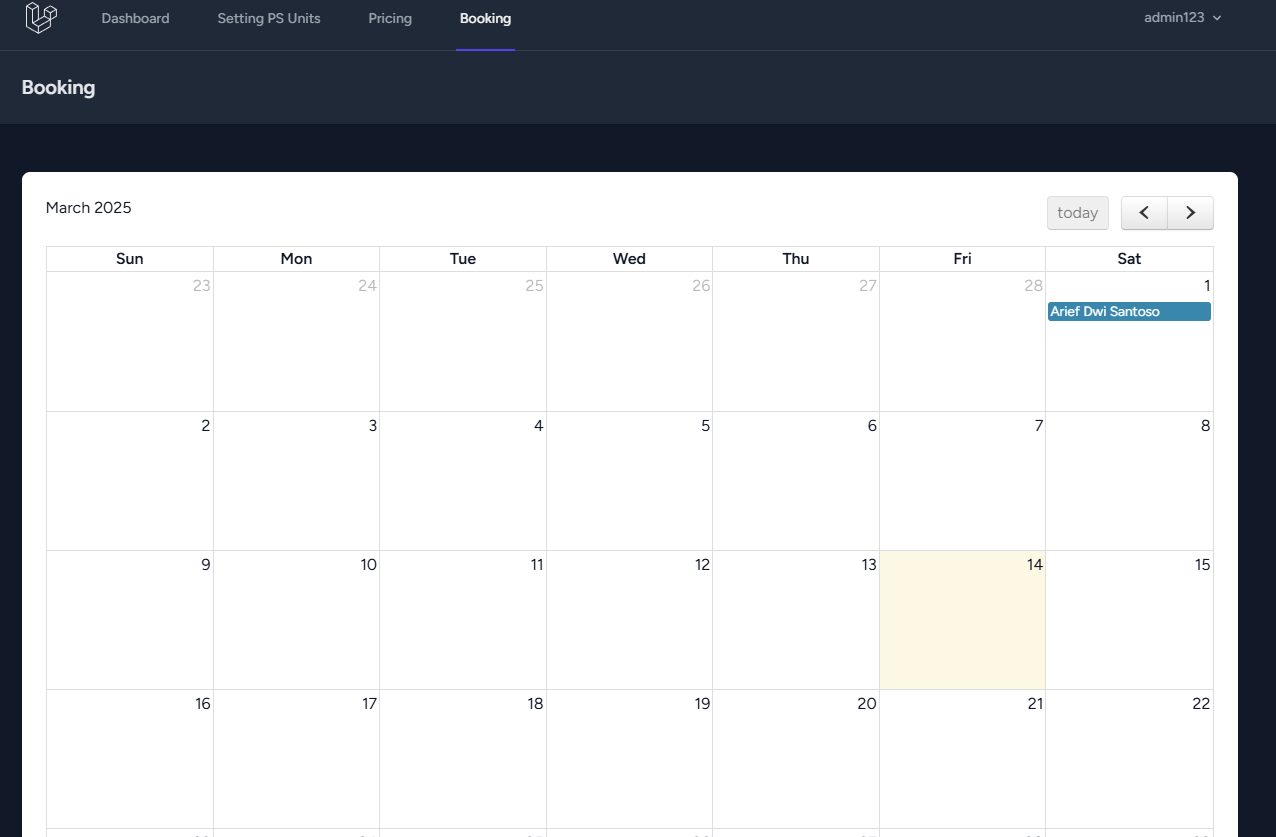 Dashboard Setting PS Units Pricing Booking admin123
Booking
March 2025
today
Sun Mon Tue Wed Thu Fri Sat
23 24 25 26 27 28 1
Arief Dwi Santoso
2 3 4 5 6 7 8
9 10 11 12 13 14 15
16 17 18 19 20 21 22